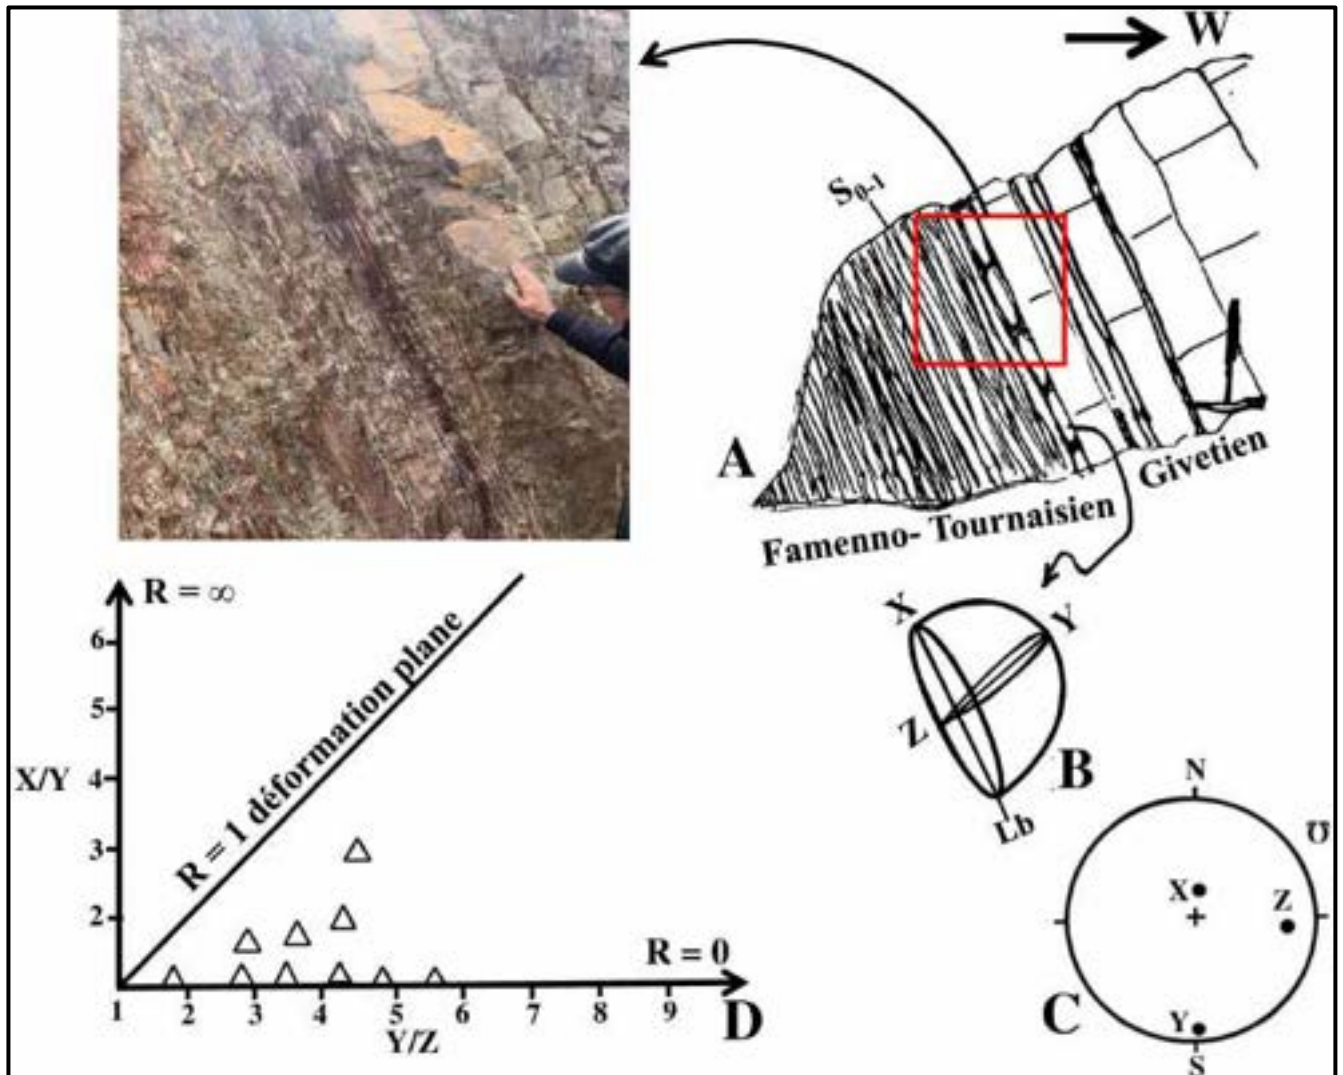 W
S₀₋₁
A
Givetien
Famenno- Tournaisien
R = ∞
6
5
X/Y 4
3
2
1 2 3 4 5 6 7 8 9
Y/Z
R = 1 déformation plane
R = 0
D
X
Y
Z
B
Lb
N
℧
X
Z
C
Y
S